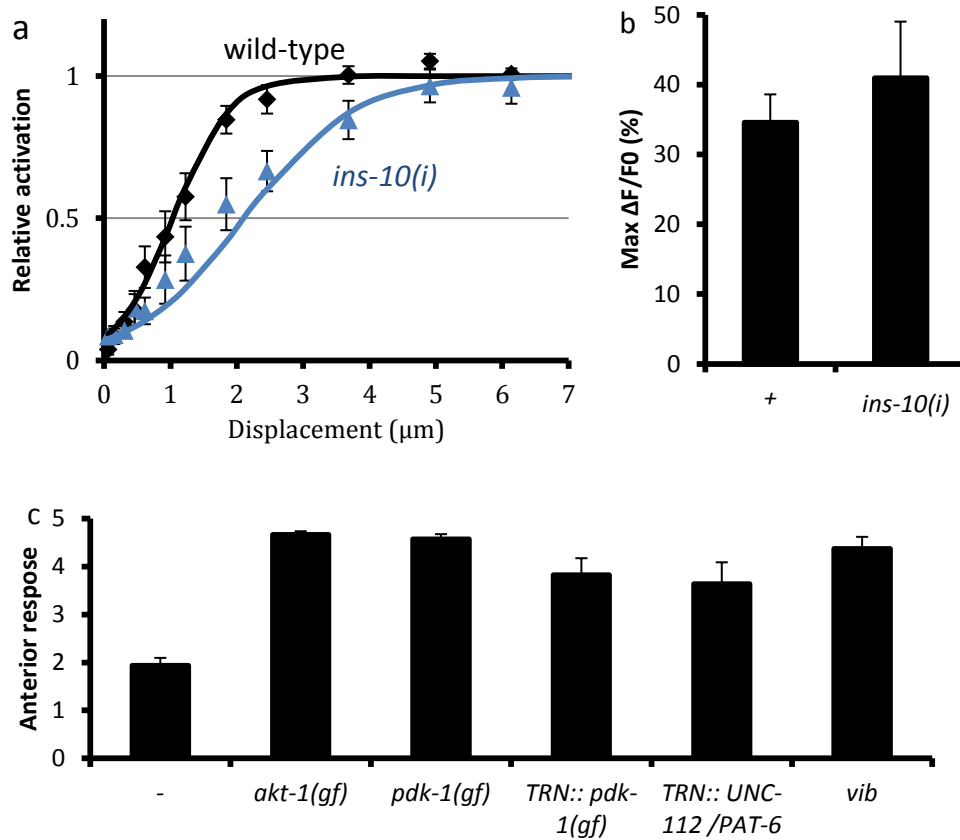 a
wild-type
ins-10(i)
Relative activation
1
0.5
0
0 1 2 3 4 5 6 7
Displacement (µm)
b
Max ΔF/F0 (%)
50
40
30
20
10
0
+ ins-10(i)
c
Anterior respose
5
4
3
2
1
0
- akt-1(gf) pdk-1(gf) TRN:: pdk- TRN:: UNC- vib
1(gf) 112 /PAT-6